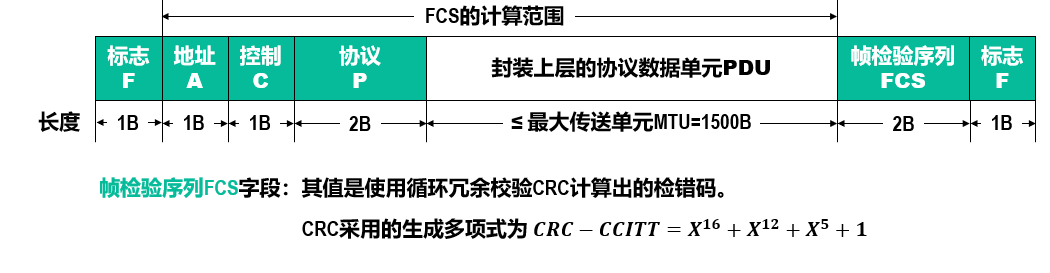 FCS的计算范围
标志 地址 控制 协议 封装上层的协议数据单元PDU 帧检验序列 标志
F A C P FCS F
长度 1B 1B 1B 2B ≤ 最大传送单元MTU=1500B 2B 1B
帧检验序列FCS字段：其值是使用循环冗余校验CRC计算出的检错码。
CRC采用的生成多项式为 CRC − CCITT = X¹⁶ + X¹² + X⁵ + 1